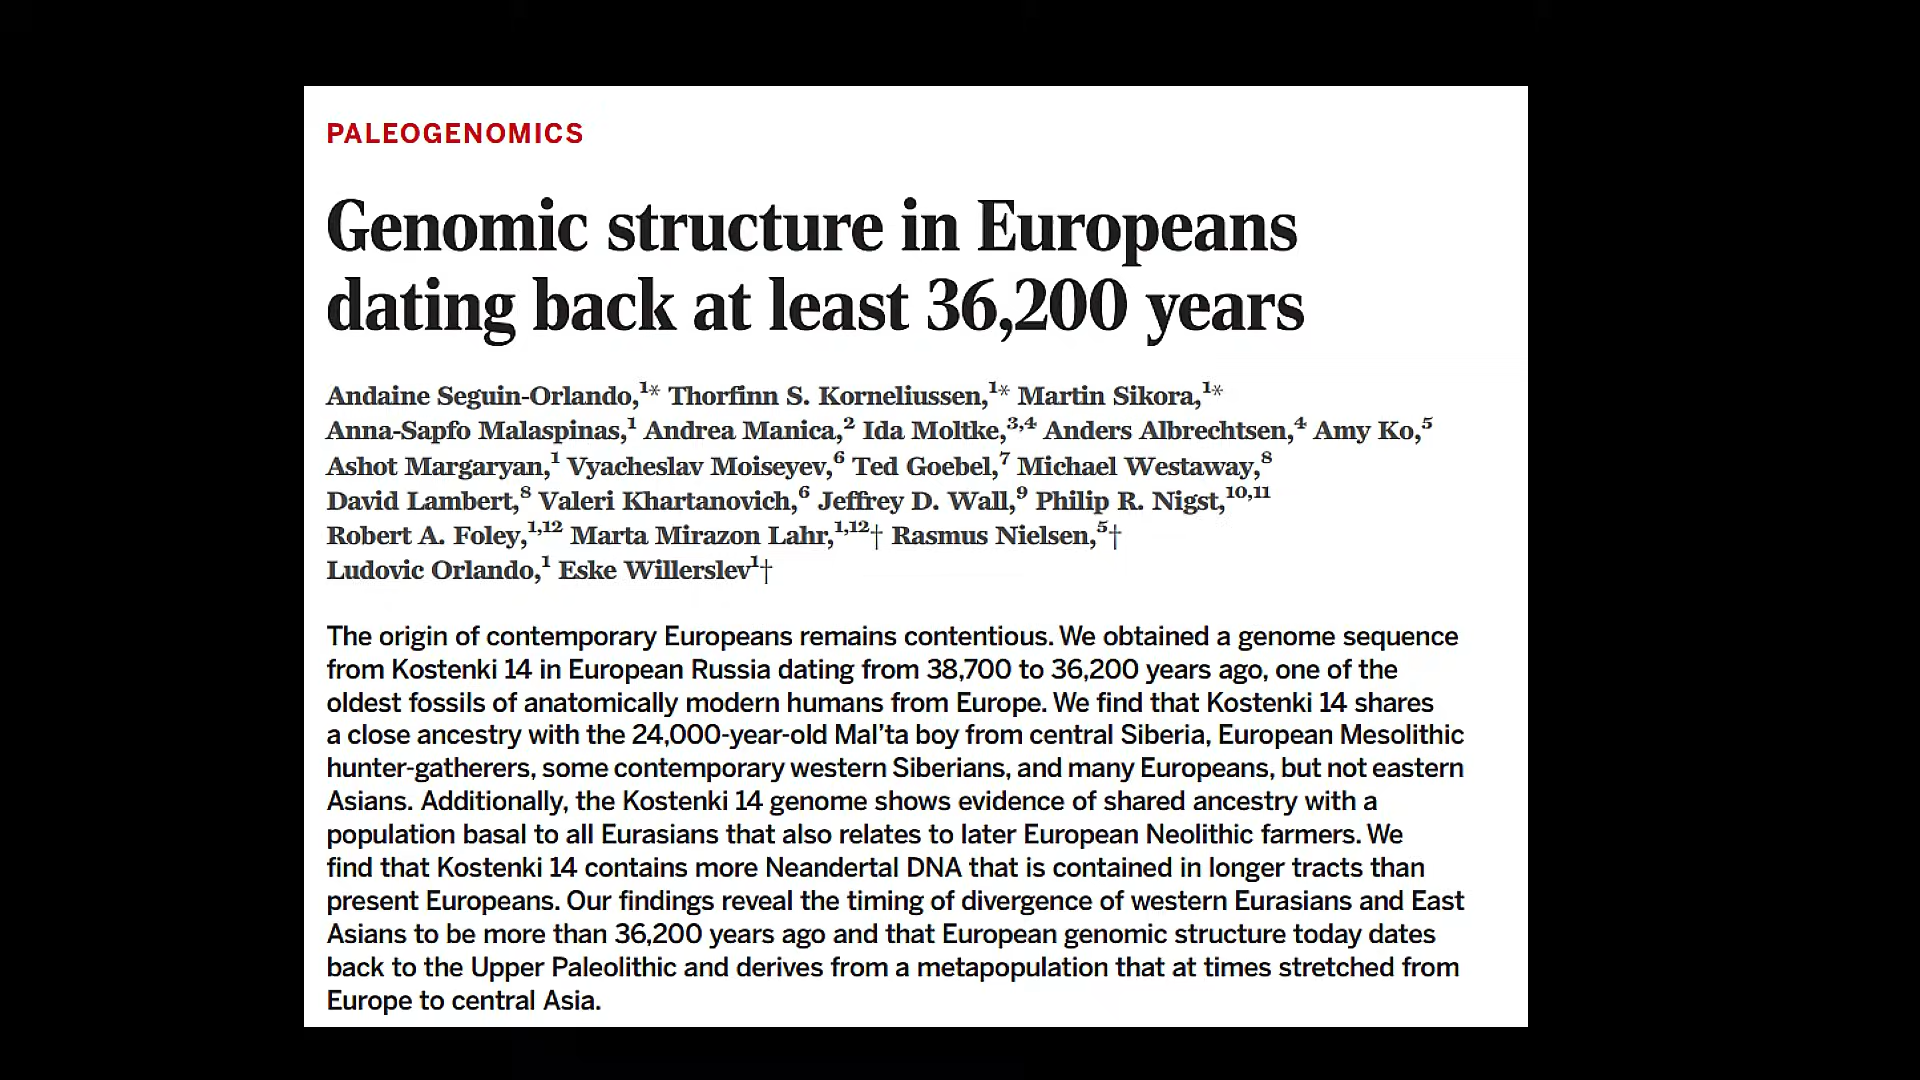 PALEOGENOMICS
Genomic structure in Europeans
dating back at least 36,200 years
Andaine Seguin-Orlando,¹* Thorfinn S. Korneliussen,¹* Martin Sikora,¹*
Anna-Sapfo Malaspinas,¹ Andrea Manica,² Ida Moltke,³,⁴ Anders Albrechtsen,⁴ Amy Ko,⁵
Ashot Margaryan,¹ Vyacheslav Moiseyev,⁶ Ted Goebel,⁷ Michael Westaway,⁸
David Lambert,⁸ Valeri Khartanovich,⁶ Jeffrey D. Wall,⁹ Philip R. Nigst,¹⁰,¹¹
Robert A. Foley,¹,¹² Marta Mirazon Lahr,¹,¹²† Rasmus Nielsen,⁵†
Ludovic Orlando,¹ Eske Willerslev¹†
The origin of contemporary Europeans remains contentious. We obtained a genome sequence
from Kostenki 14 in European Russia dating from 38,700 to 36,200 years ago, one of the
oldest fossils of anatomically modern humans from Europe. We find that Kostenki 14 shares
a close ancestry with the 24,000-year-old Mal’ta boy from central Siberia, European Mesolithic
hunter-gatherers, some contemporary western Siberians, and many Europeans, but not eastern
Asians. Additionally, the Kostenki 14 genome shows evidence of shared ancestry with a
population basal to all Eurasians that also relates to later European Neolithic farmers. We
find that Kostenki 14 contains more Neandertal DNA that is contained in longer tracts than
present Europeans. Our findings reveal the timing of divergence of western Eurasians and East
Asians to be more than 36,200 years ago and that European genomic structure today dates
back to the Upper Paleolithic and derives from a metapopulation that at times stretched from
Europe to central Asia.